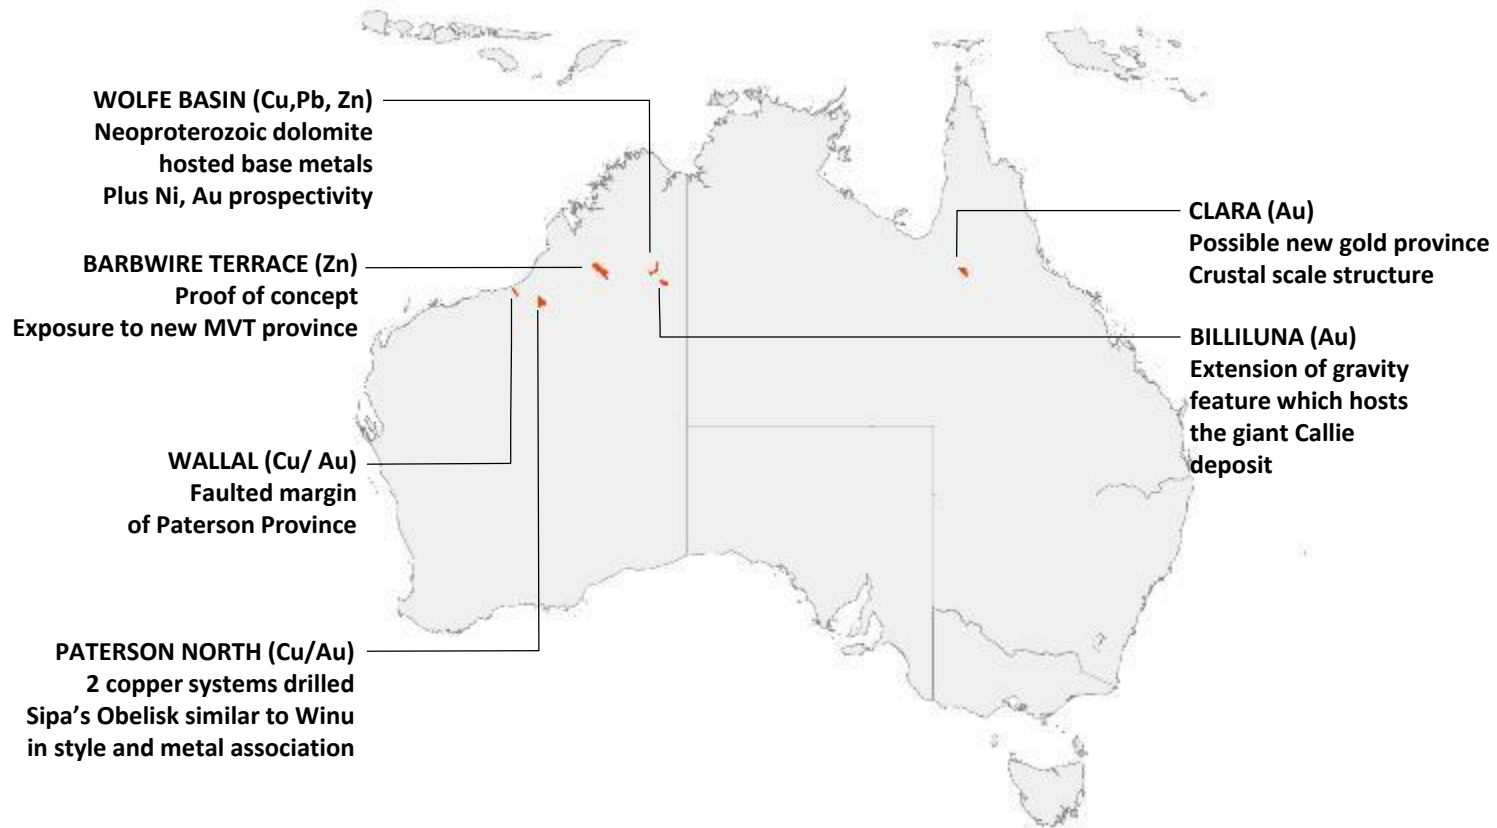 WOLFE BASIN (Cu,Pb, Zn)
Neoproterozoic dolomite
hosted base metals
Plus Ni, Au prospectivity
BARBWIRE TERRACE (Zn)
Proof of concept
Exposure to new MVT province
WALLAL (Cu/ Au)
Faulted margin
of Paterson Province
PATERSON NORTH (Cu/Au)
2 copper systems drilled
Sipa’s Obelisk similar to Winu
in style and metal association
CLARA (Au)
Possible new gold province
Crustal scale structure
BILLILUNA (Au)
Extension of gravity
feature which hosts
the giant Callie
deposit